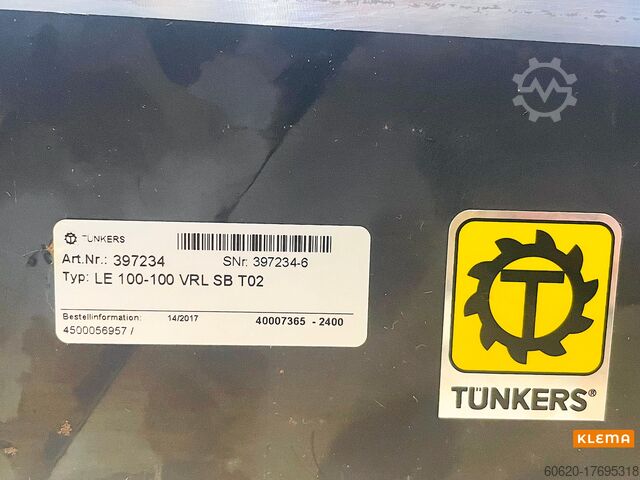 TÜNKERS
Art.Nr.: 397234 SNr: 397234-6
Typ: LE 100-100 VRL SB T02
Bestellinformation: 14/2017 40007365 - 2400
4500056957 /
T
TÜNKERS®
KLEMA
60620-17695318